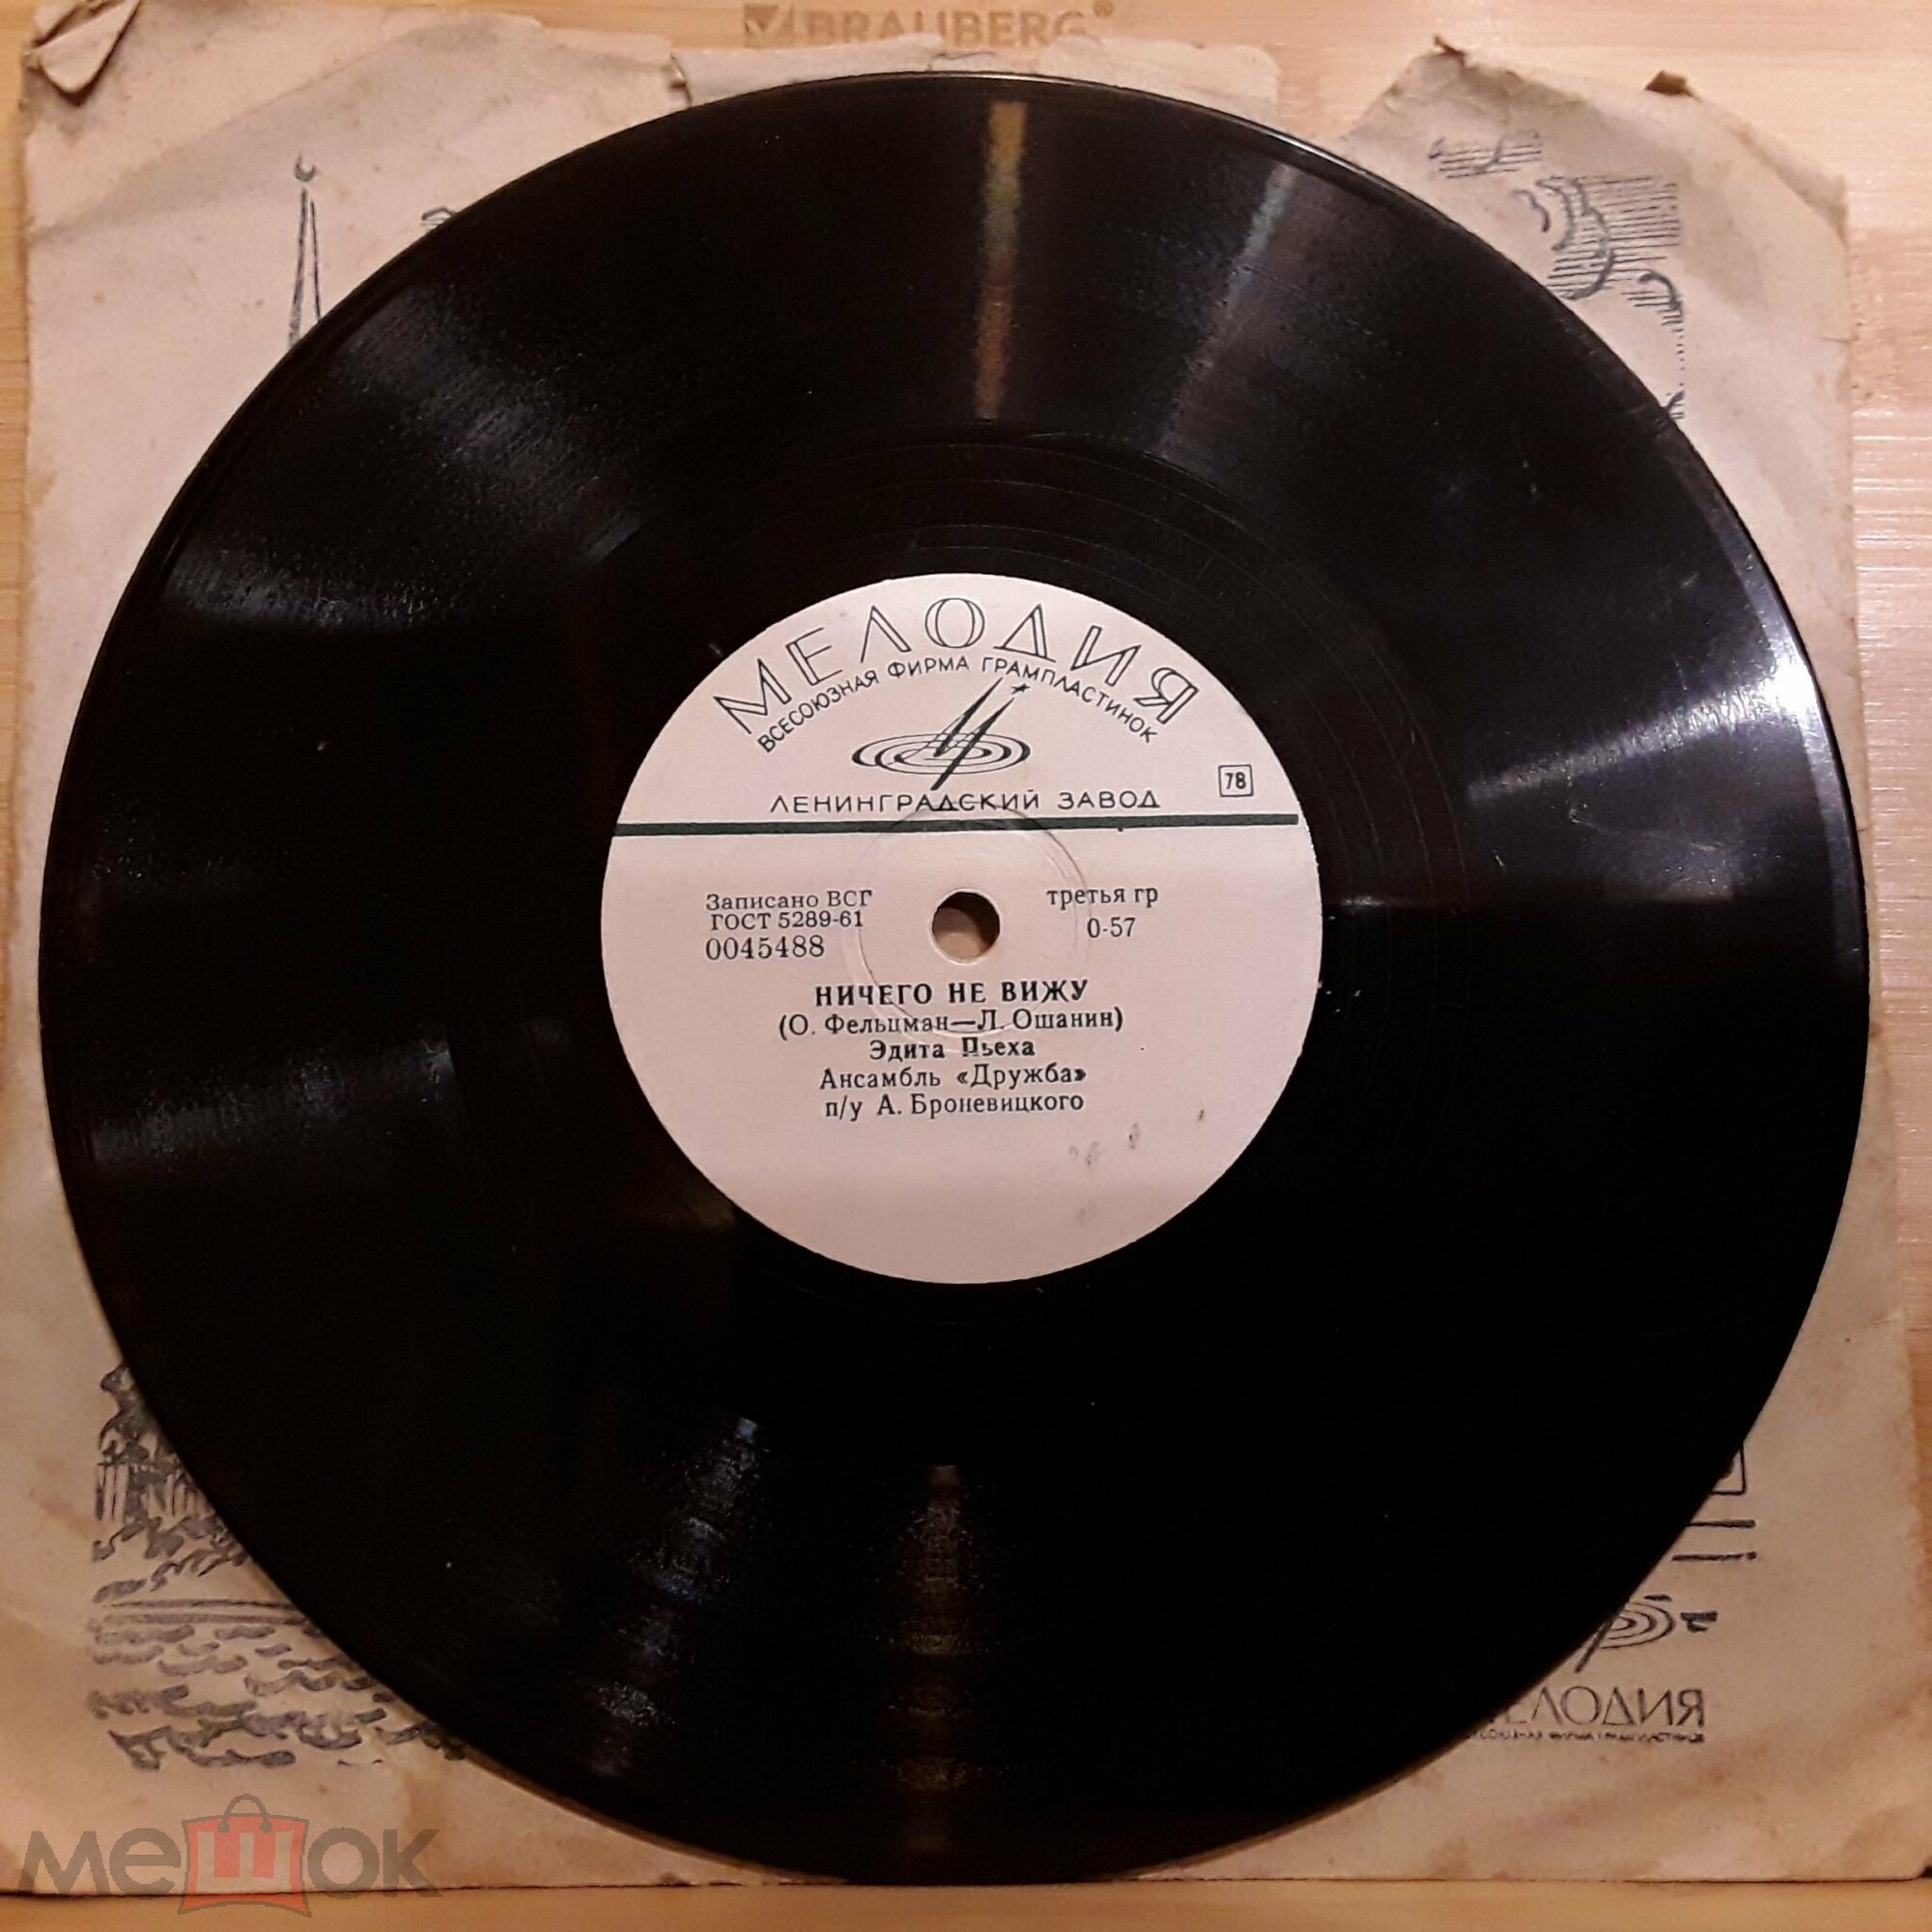 BRAUBERG®
МЕЛОДИЯ
ВСЕСОЮЗНАЯ ФИРМА ГРАМПЛАСТИНОК
ЛЕНИНГРАДСКИЙ ЗАВОД
78
Записано ВСГ
ГОСТ 5289-61
0045488
третья гр
0-57
НИЧЕГО НЕ ВИЖУ
(О. Фельцман—Л. Ошанин)
Эдита Пьеха
Ансамбль «Дружба»
п/у А. Броневицкого
ЕЛОДИЯ
мешок